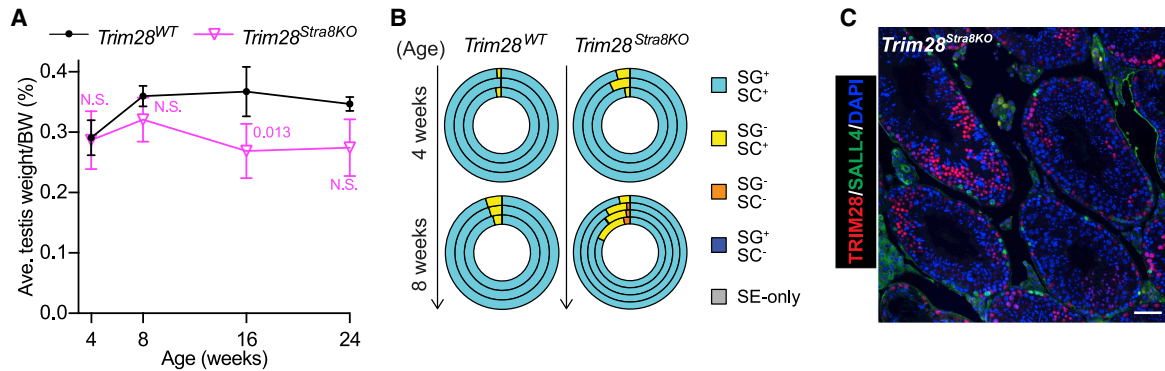 A
Trim28WT
Trim28Stra8KO
Ave. testis weight/BW (%)
0.4
0.3
0.2
0.1
0.0
N.S.
N.S.
0.013
N.S.
4
8
16
24
Age (weeks)
B
(Age)
Trim28WT
Trim28Stra8KO
4 weeks
8 weeks
SG+
SC+
SG-
SC+
SG-
SC-
SG+
SC-
SE-only
C
Trim28Stra8KO
TRIM28/SALL4/DAPI